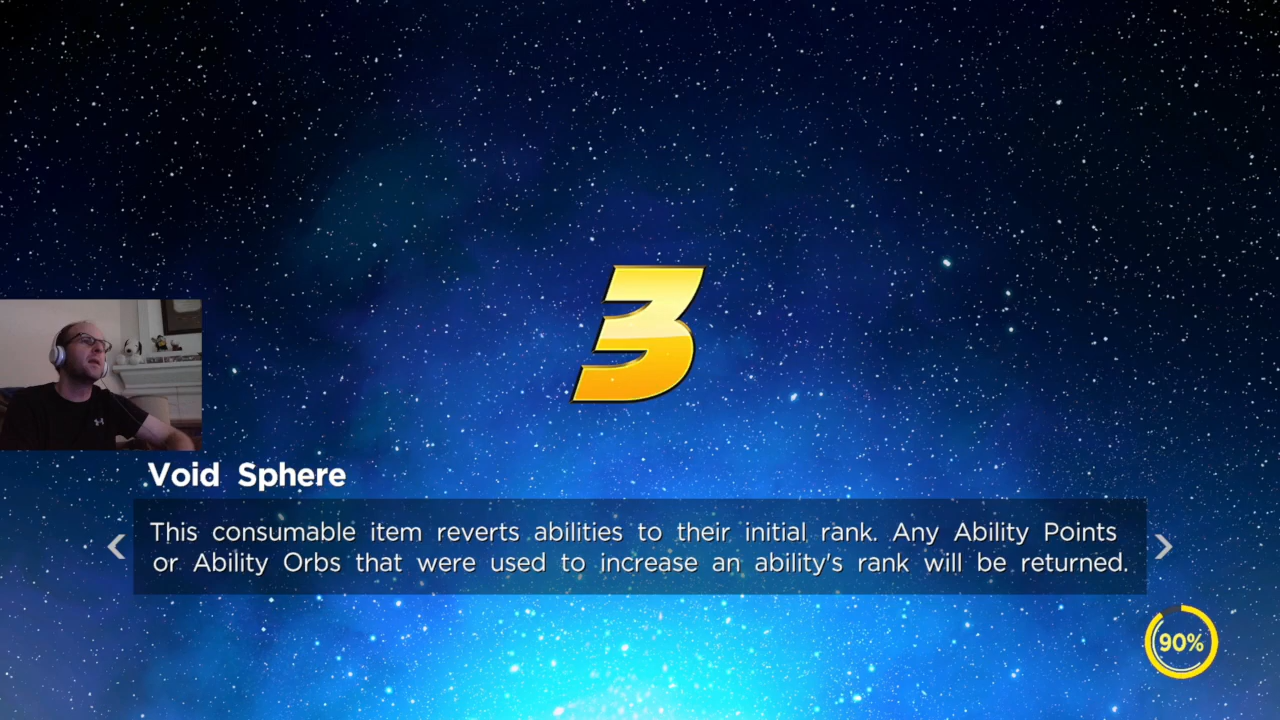 3
Void Sphere
This consumable item reverts abilities to their initial rank. Any Ability Points
or Ability Orbs that were used to increase an ability's rank will be returned.
90%